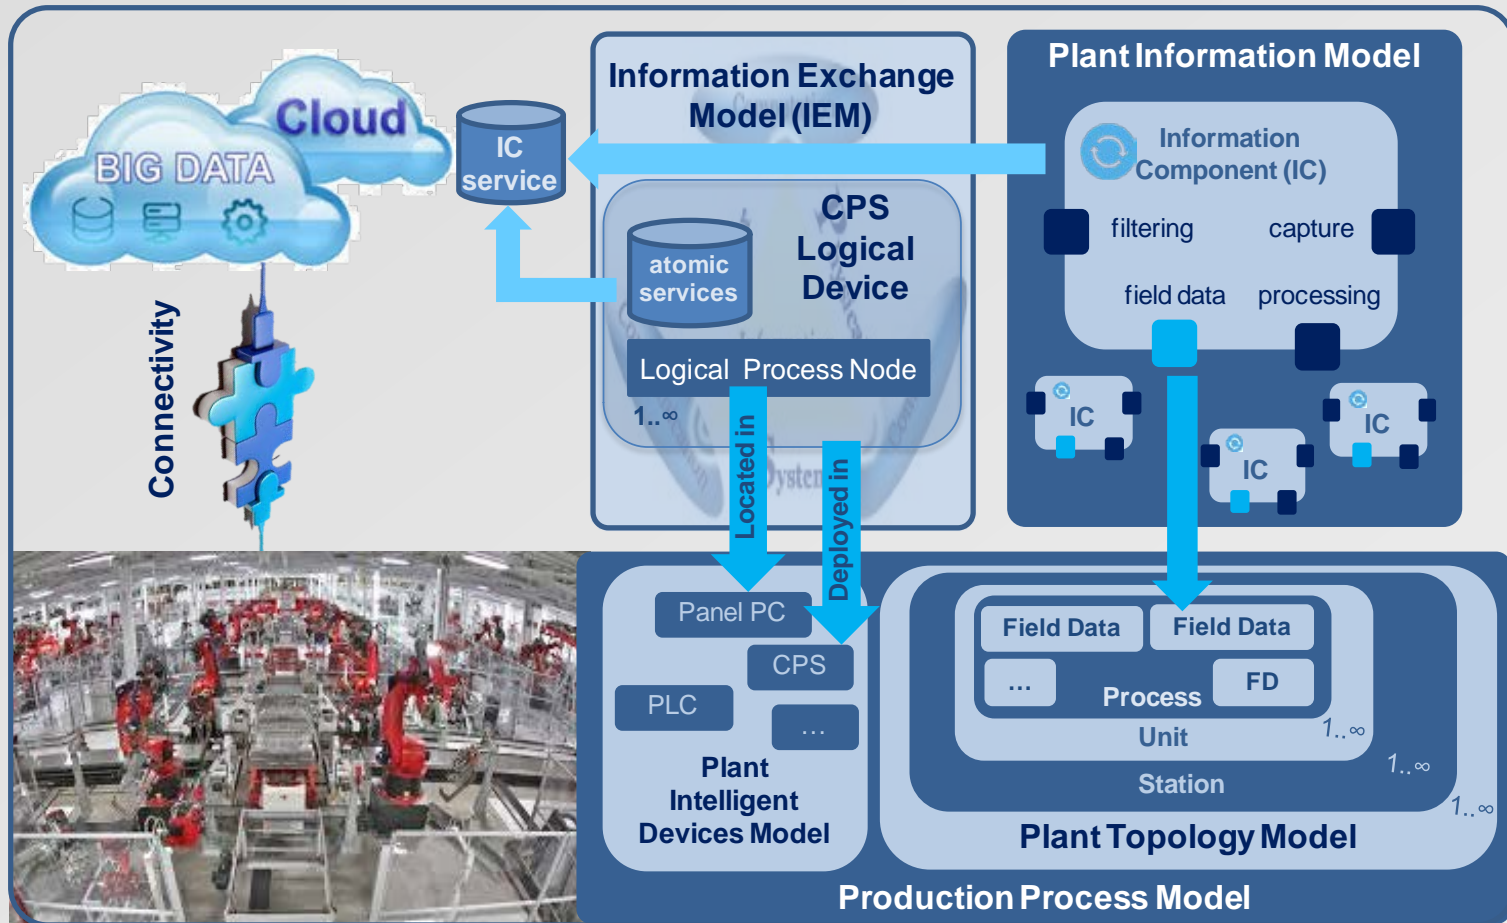 Cloud
BIG DATA
Connectivity
IC
service
Information Exchange
Model (IEM)
CPS
Logical
Device
atomic
services
Logical Process Node
1..∞
System
Located in
Deployed in
Plant Information Model
Information
Component (IC)
filtering
capture
field data
processing
IC
IC
IC
Panel PC
CPS
PLC
...
Plant
Intelligent
Devices Model
Field Data
Field Data
...
FD
Process
1..∞
Unit
1..∞
Station
1..∞
Plant Topology Model
Production Process Model